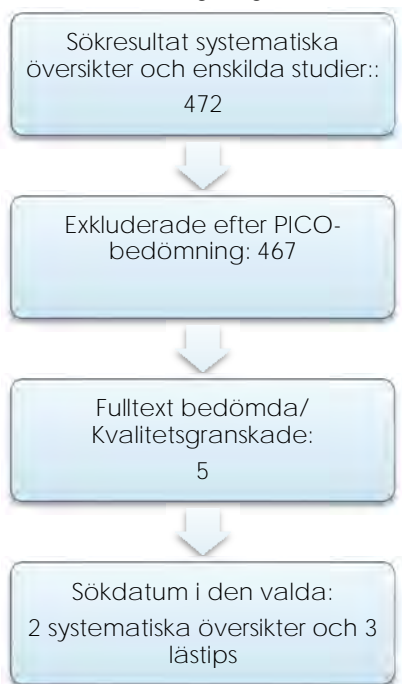 Sökresultat systematiska
översikter och enskilda studier::
472
Exkluderade efter PICO-
bedömning: 467
Fulltext bedömda/
Kvalitetsgranskade:
5
Sökdatum i den valda:
2 systematiska översikter och 3
lästips